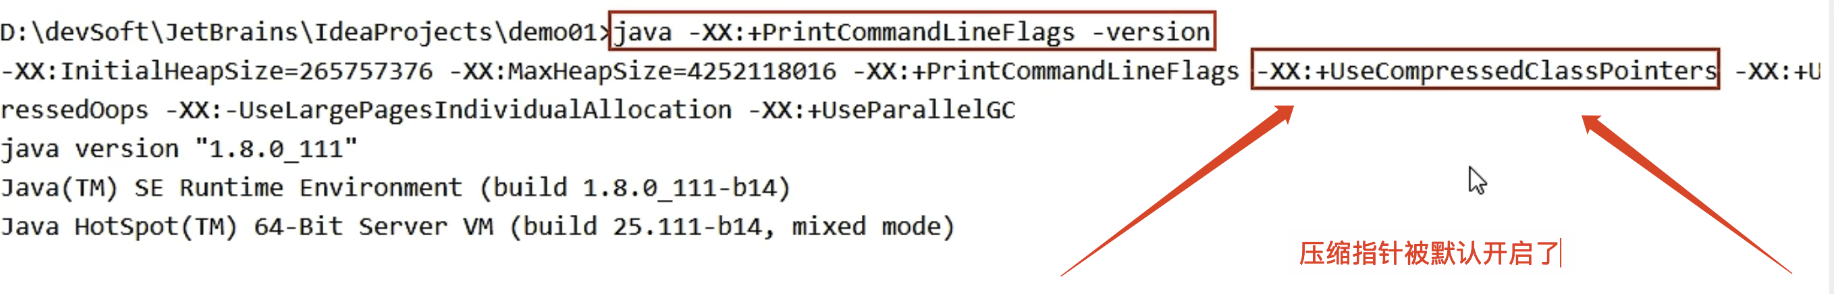 D:\devSoft\JetBrains\IdeaProjects\demo01>java -XX:+PrintCommandLineFlags -version
-XX:InitialHeapSize=265757376 -XX:MaxHeapSize=4252118016 -XX:+PrintCommandLineFlags -XX:+UseCompressedClassPointers -XX:+U
ressedOops -XX:-UseLargePagesIndividualAllocation -XX:+UseParallelGC
java version "1.8.0_111"
Java(TM) SE Runtime Environment (build 1.8.0_111-b14)
Java HotSpot(TM) 64-Bit Server VM (build 25.111-b14, mixed mode)
压缩指针被默认开启了